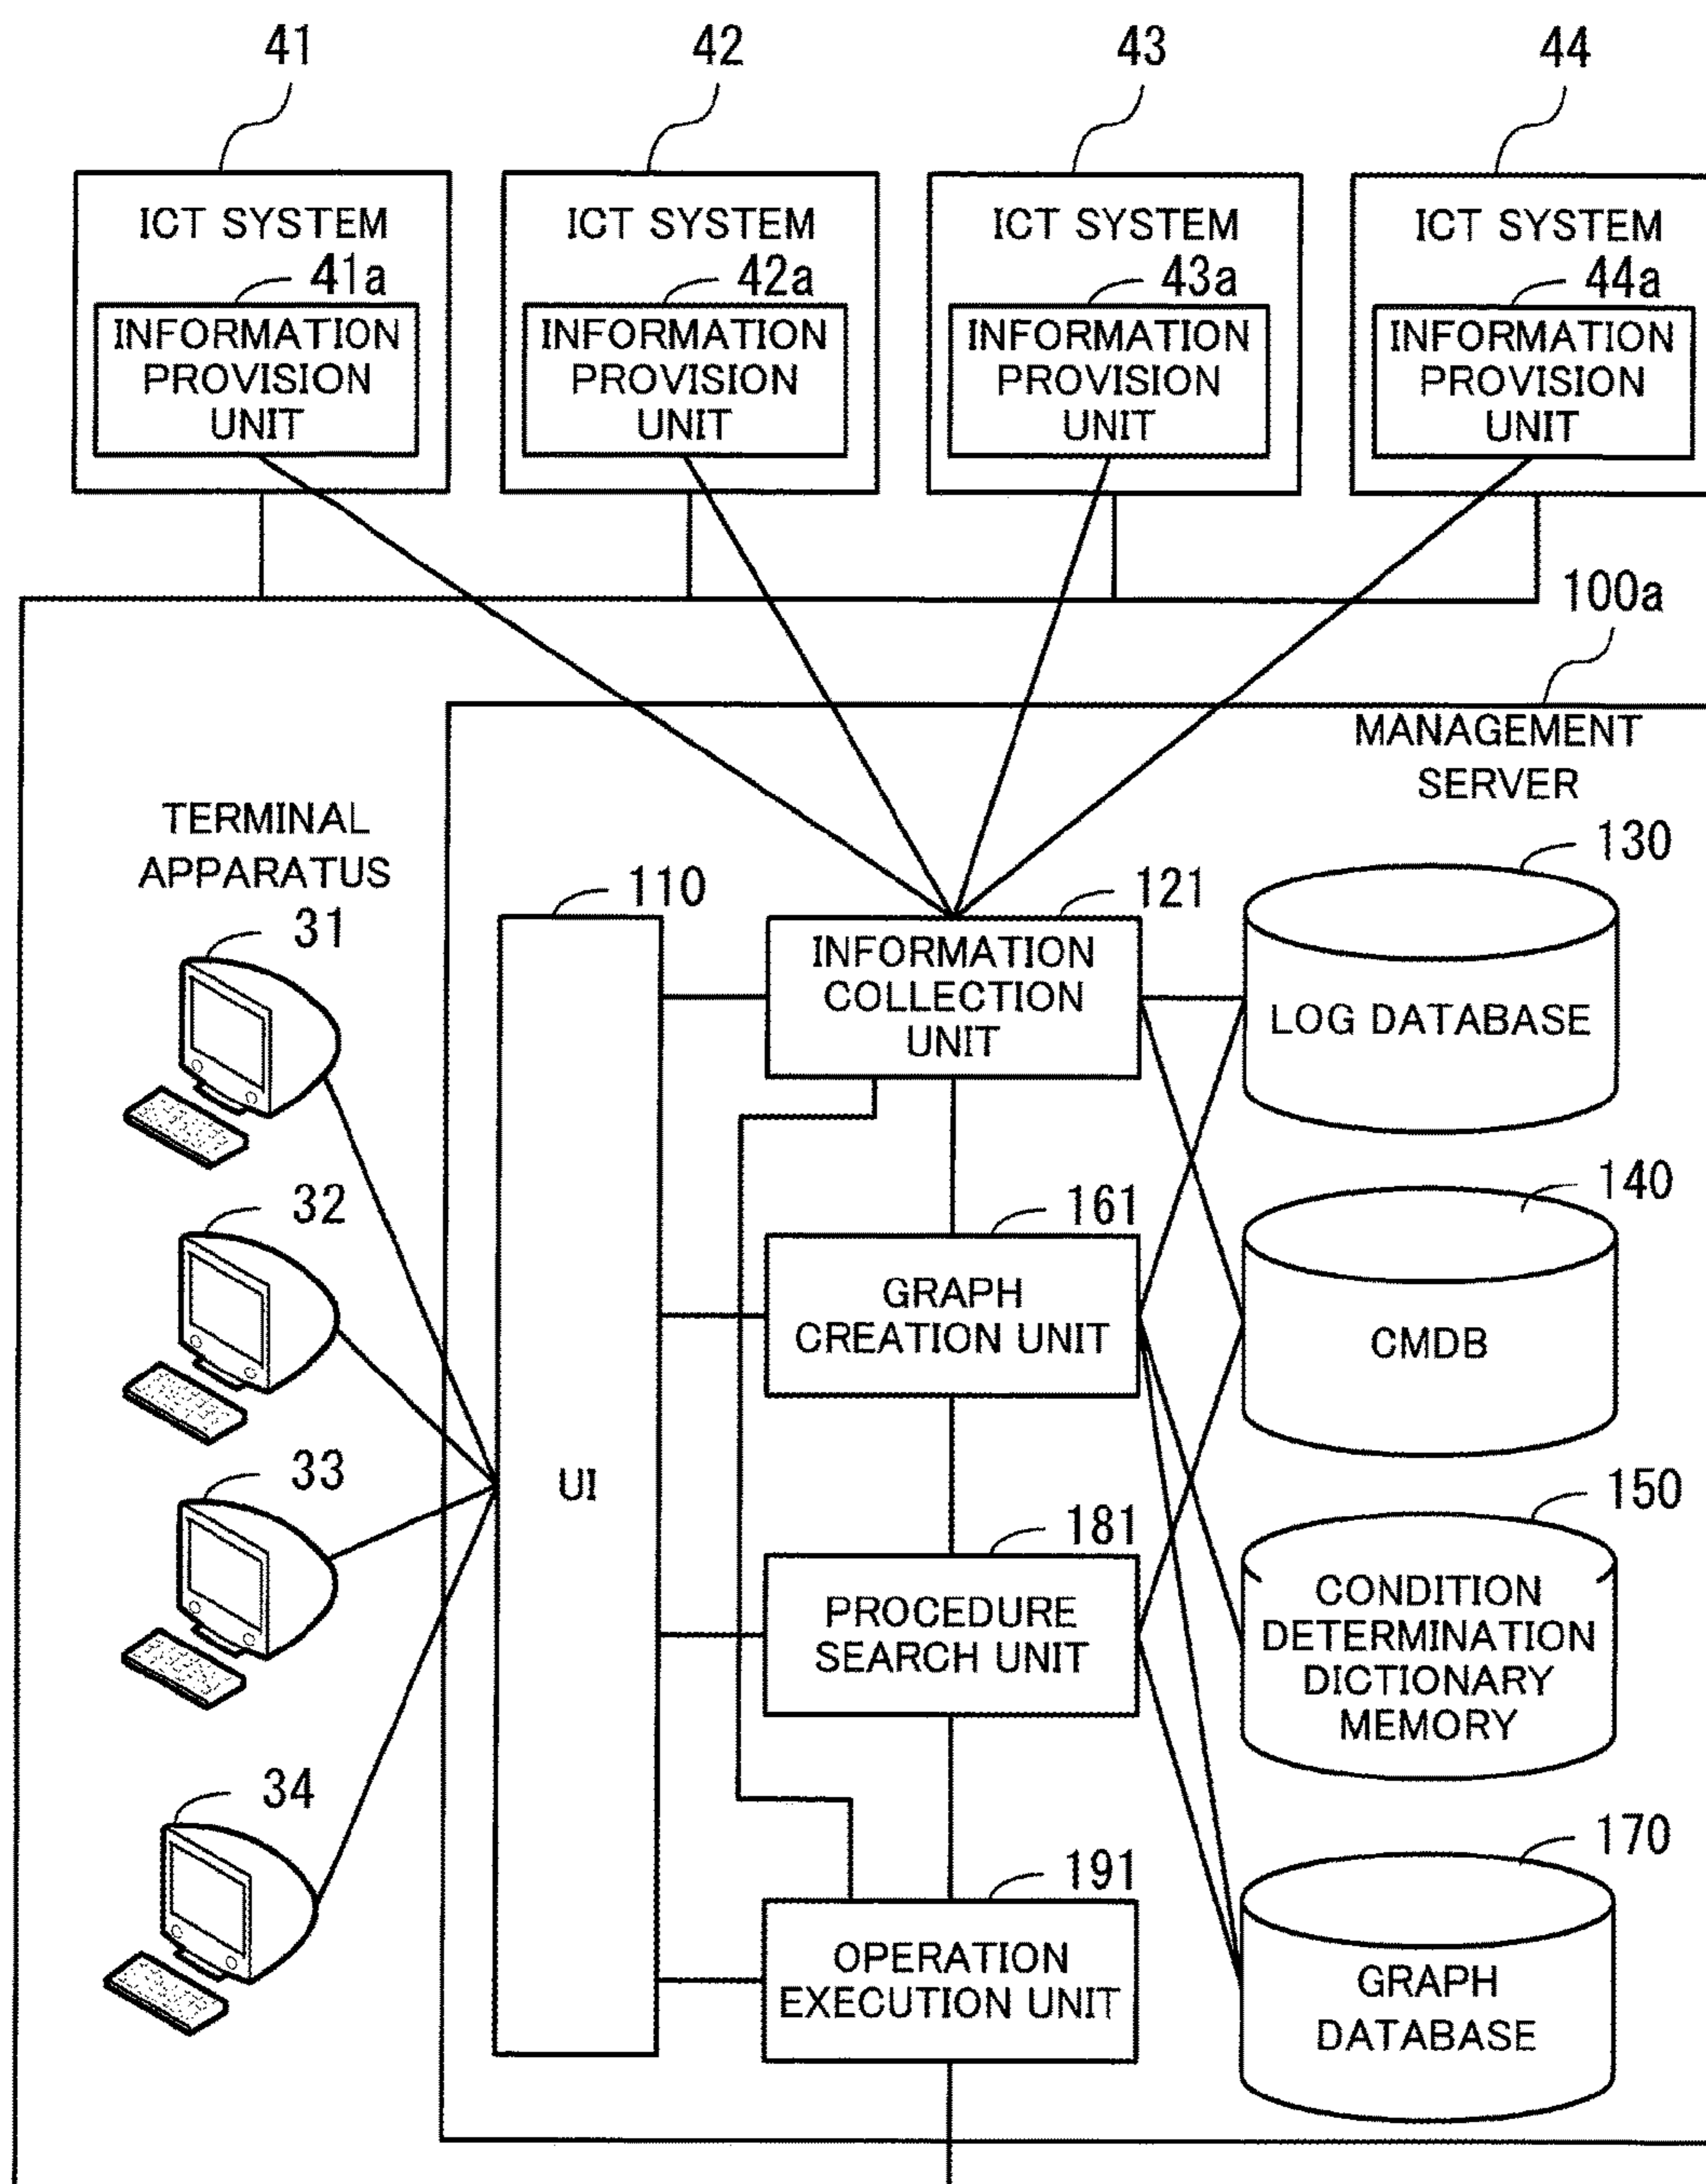 41
42
43
44
ICT SYSTEM
ICT SYSTEM
ICT SYSTEM
ICT SYSTEM
41a
42a
43a
44a
INFORMATION
PROVISION
UNIT
INFORMATION
PROVISION
UNIT
INFORMATION
PROVISION
UNIT
INFORMATION
PROVISION
UNIT
100a
MANAGEMENT
SERVER
TERMINAL
APPARATUS
31
32
33
34
110
UI
121
INFORMATION
COLLECTION
UNIT
161
GRAPH
CREATION UNIT
181
PROCEDURE
SEARCH UNIT
191
OPERATION
EXECUTION UNIT
130
LOG DATABASE
140
CMDB
150
CONDITION
DETERMINATION
DICTIONARY
MEMORY
170
GRAPH
DATABASE